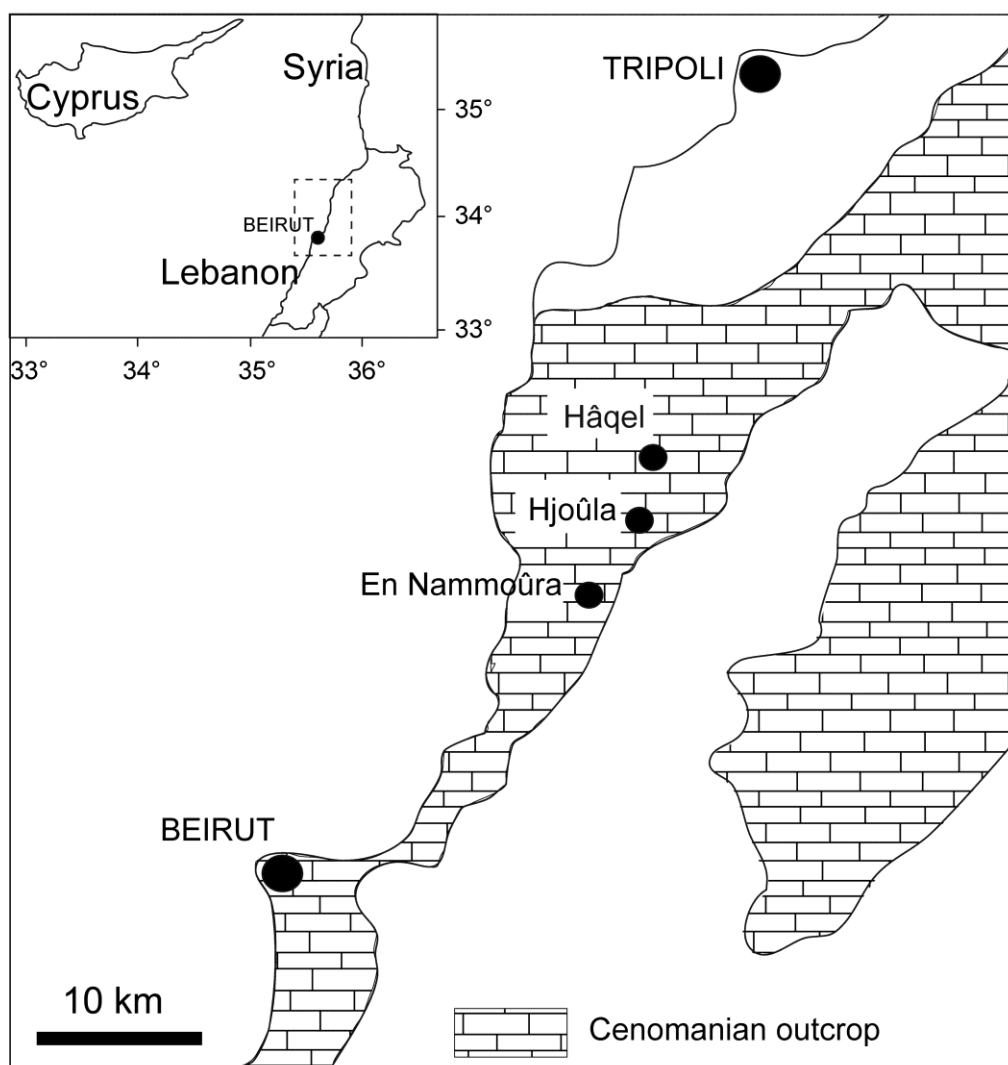 Syria
Cyprus
BEIRUT
Lebanon
35°
34°
33°
33°
34°
35°
36°
TRIPOLI
Hâqel
Hjoûla
En Nammoûra
BEIRUT
10 km
Cenomanian outcrop